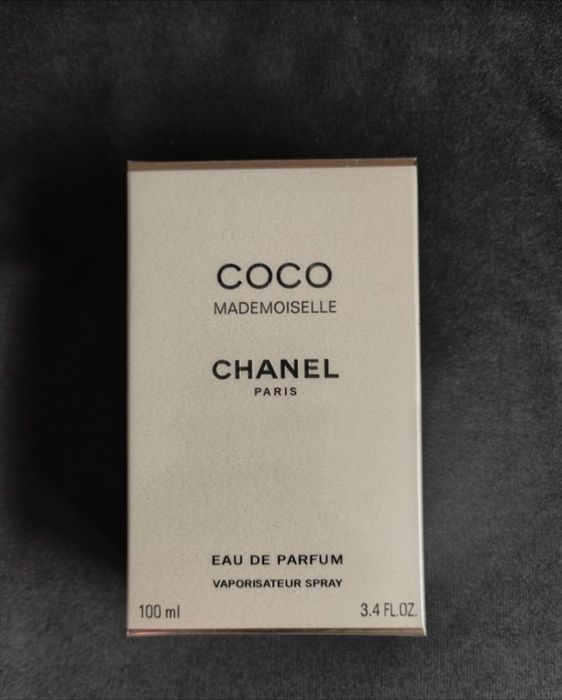 COCO
MADEMOISELLE
CHANEL
PARIS
EAU DE PARFUM
VAPORISATEUR SPRAY
100 ml 3.4 FL.OZ.